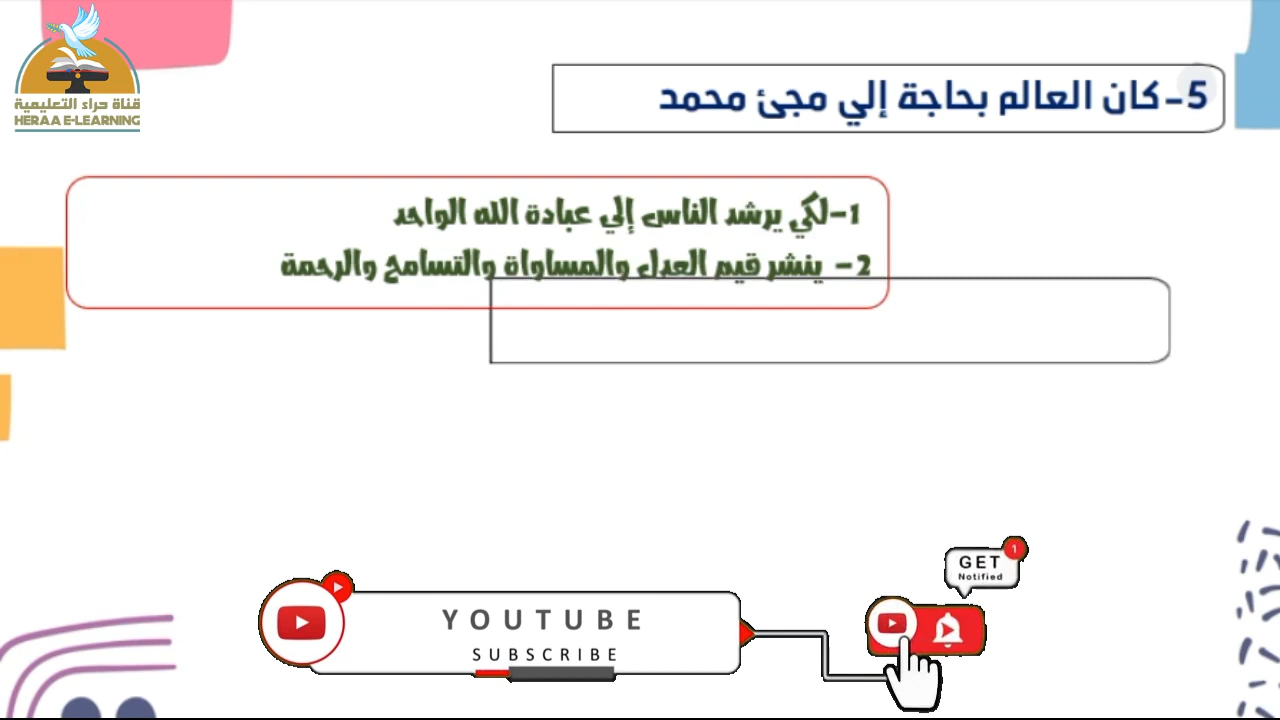 قناة حراء التعليمية
HERAA E-LEARNING
5-كان العالم بحاجة إلي مجئ محمد
1-لكي يرشد الناس إلي عبادة الله الواحد
2- ينشر قيم العدل والمساواة والتسامح والرحمة
GET
1
Notified
YOUTUBE
SUBSCRIBE